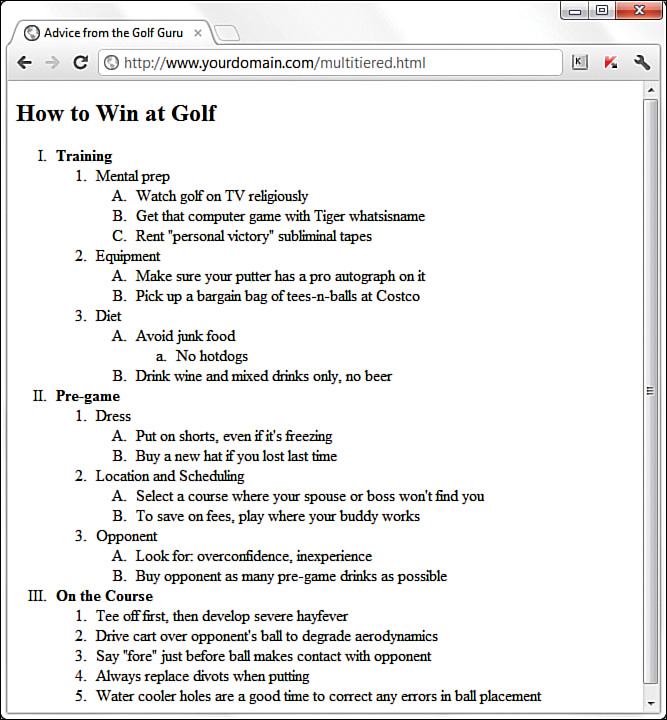 Advice from the Golf Guru
http://www.yourdomain.com/multitiered.html
How to Win at Golf
I. Training
1. Mental prep
A. Watch golf on TV religiously
B. Get that computer game with Tiger whatsisname
C. Rent "personal victory" subliminal tapes
2. Equipment
A. Make sure your putter has a pro autograph on it
B. Pick up a bargain bag of tees-n-balls at Costco
3. Diet
A. Avoid junk food
a. No hotdogs
B. Drink wine and mixed drinks only, no beer
II. Pre-game
1. Dress
A. Put on shorts, even if it's freezing
B. Buy a new hat if you lost last time
2. Location and Scheduling
A. Select a course where your spouse or boss won't find you
B. To save on fees, play where your buddy works
3. Opponent
A. Look for: overconfidence, inexperience
B. Buy opponent as many pre-game drinks as possible
III. On the Course
1. Tee off first, then develop severe hayfever
2. Drive cart over opponent's ball to degrade aerodynamics
3. Say "fore" just before ball makes contact with opponent
4. Always replace divots when putting
5. Water cooler holes are a good time to correct any errors in ball placement